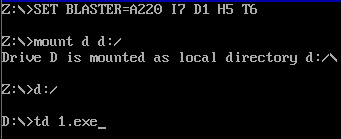 Z:\>SET BLASTER=A220 I7 D1 H5 T6
Z:\>mount d d:/
Drive D is mounted as local directory d:/\
Z:\>d:/
D:\>td 1.exe_